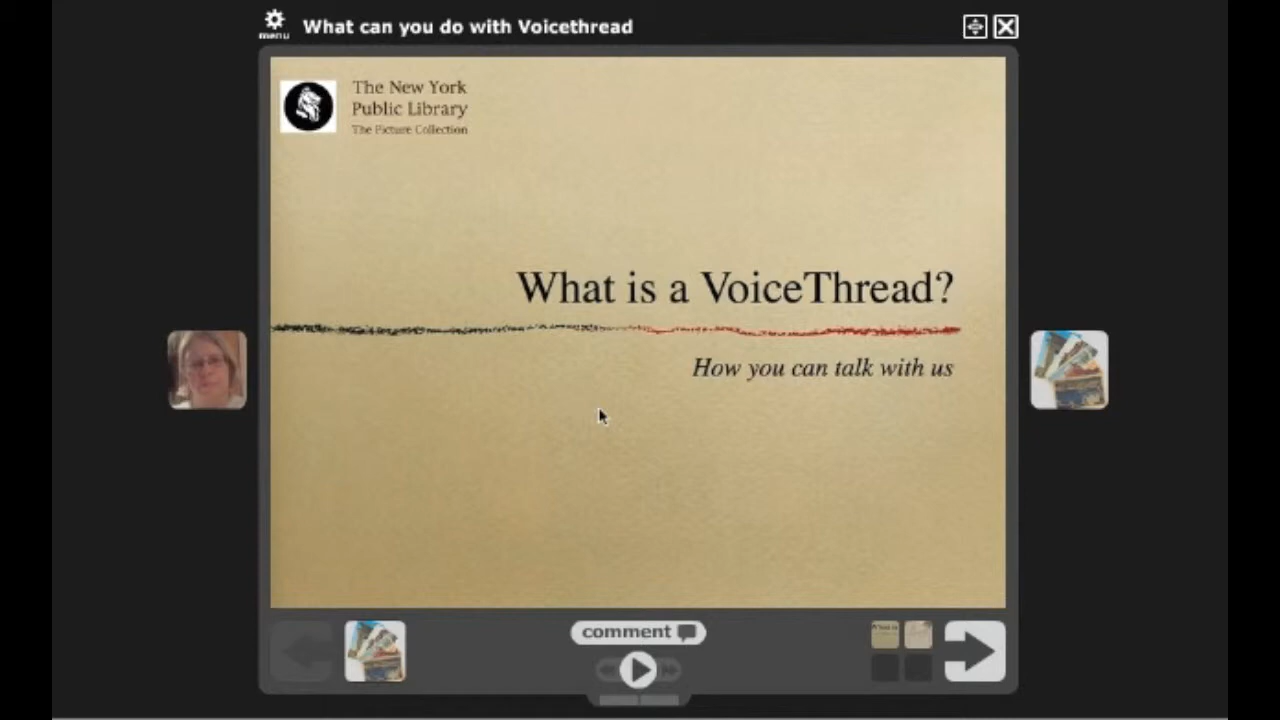 menu
What can you do with Voicethread
The New York
Public Library
The Picture Collection
What is a VoiceThread?
How you can talk with us
comment